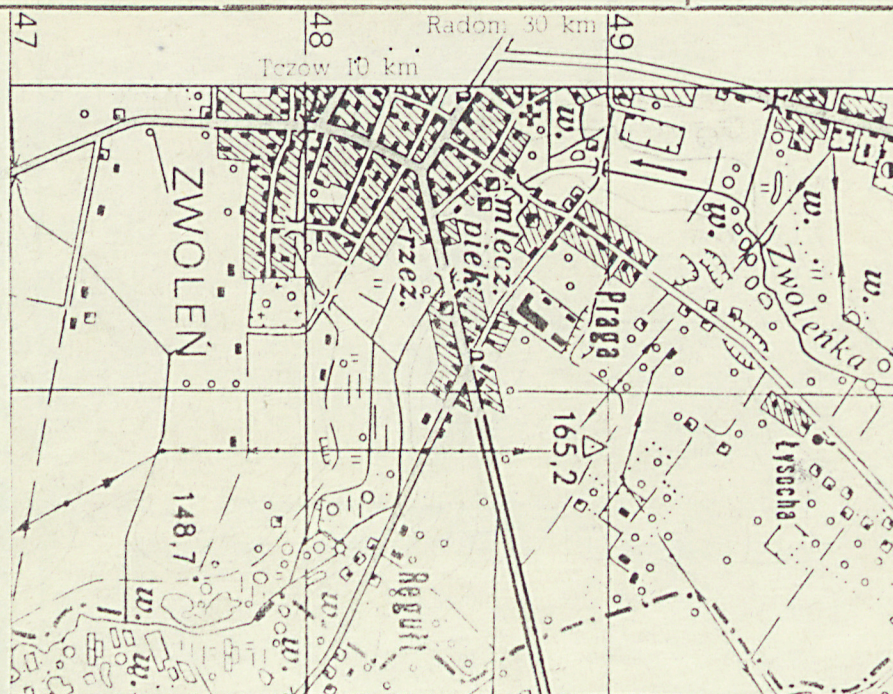 47
48
49
Radom 30 km
Tczow 10 km
ZWOLEŃ
rzeź.
piek.
mlecz.
w.
w.
w.
w.
Zwoleńka
Praga
165,2
Łysocha
148,7
Reguły
w.
w.
w.
w.